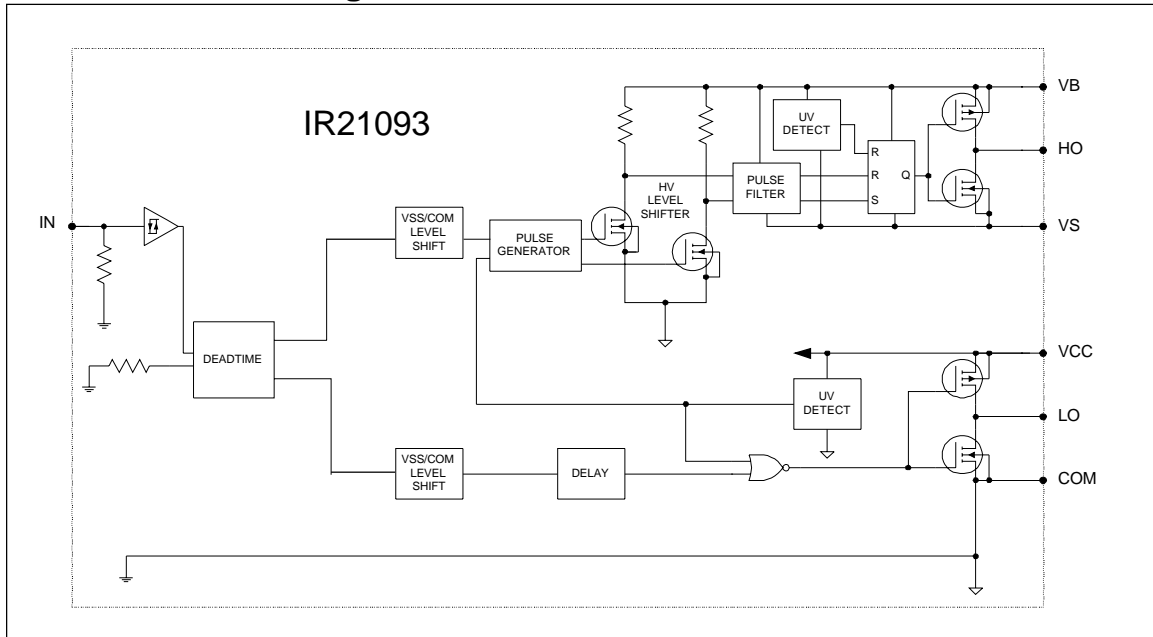 IR21093
IN
DEADTIME
VSS/COM
LEVEL
SHIFT
PULSE
GENERATOR
HV
LEVEL
SHIFTER
PULSE
FILTER
UV
DETECT
R
R
S
Q
VB
HO
VS
VSS/COM
LEVEL
SHIFT
DELAY
UV
DETECT
VCC
LO
COM